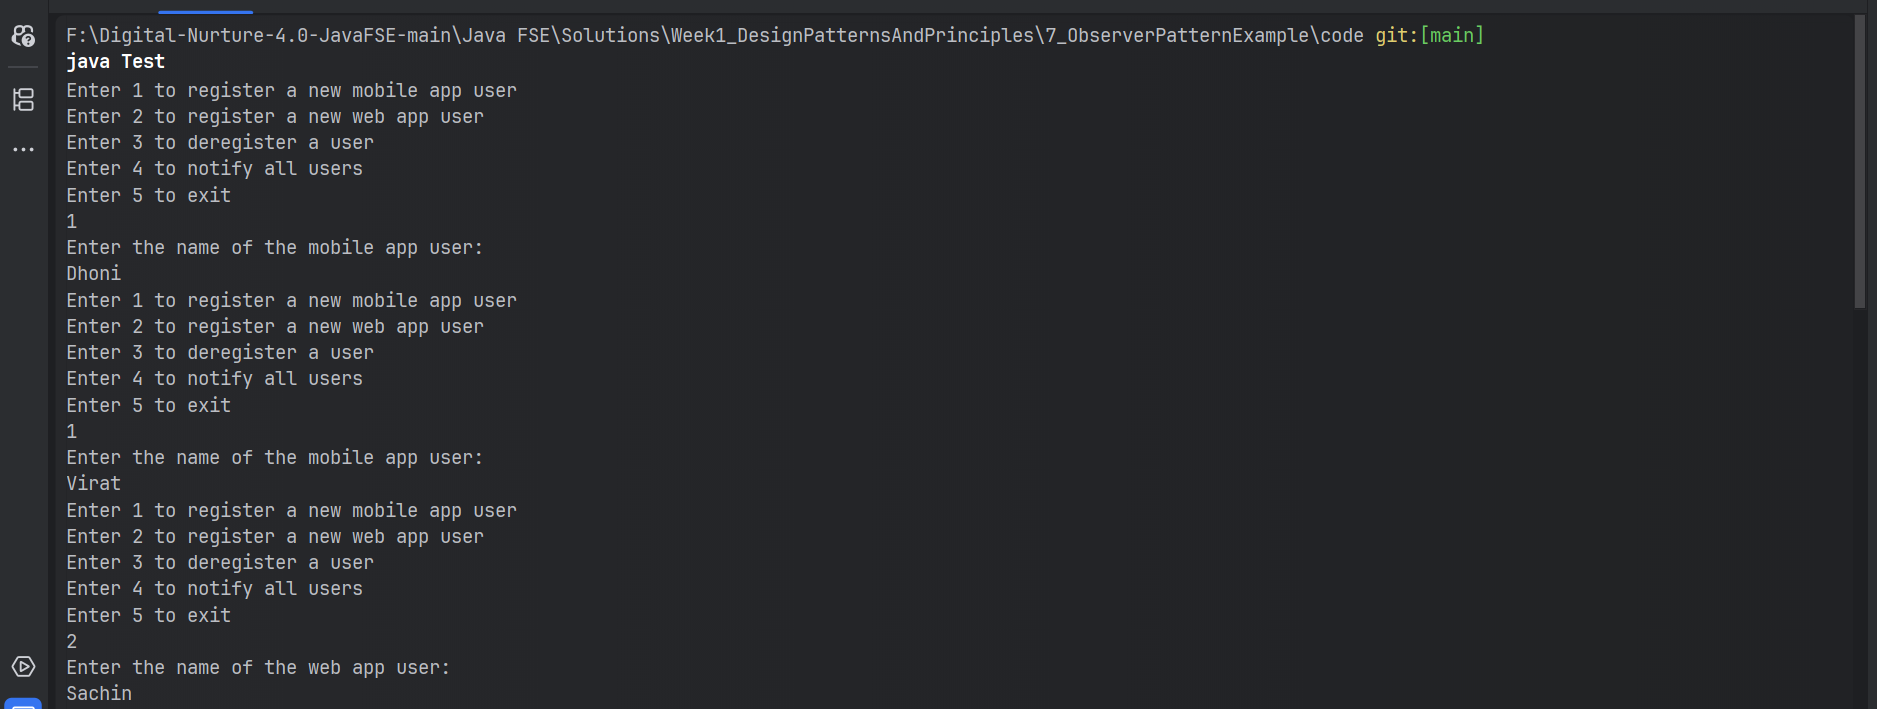 F:\Digital-Nurture-4.0-JavaFSE-main\Java FSE\Solutions\Week1_DesignPatternsAndPrinciples\7_ObserverPatternExample\code git:[main]
java Test
Enter 1 to register a new mobile app user
Enter 2 to register a new web app user
Enter 3 to deregister a user
Enter 4 to notify all users
Enter 5 to exit
1
Enter the name of the mobile app user:
Dhoni
Enter 1 to register a new mobile app user
Enter 2 to register a new web app user
Enter 3 to deregister a user
Enter 4 to notify all users
Enter 5 to exit
1
Enter the name of the mobile app user:
Virat
Enter 1 to register a new mobile app user
Enter 2 to register a new web app user
Enter 3 to deregister a user
Enter 4 to notify all users
Enter 5 to exit
2
Enter the name of the web app user:
Sachin